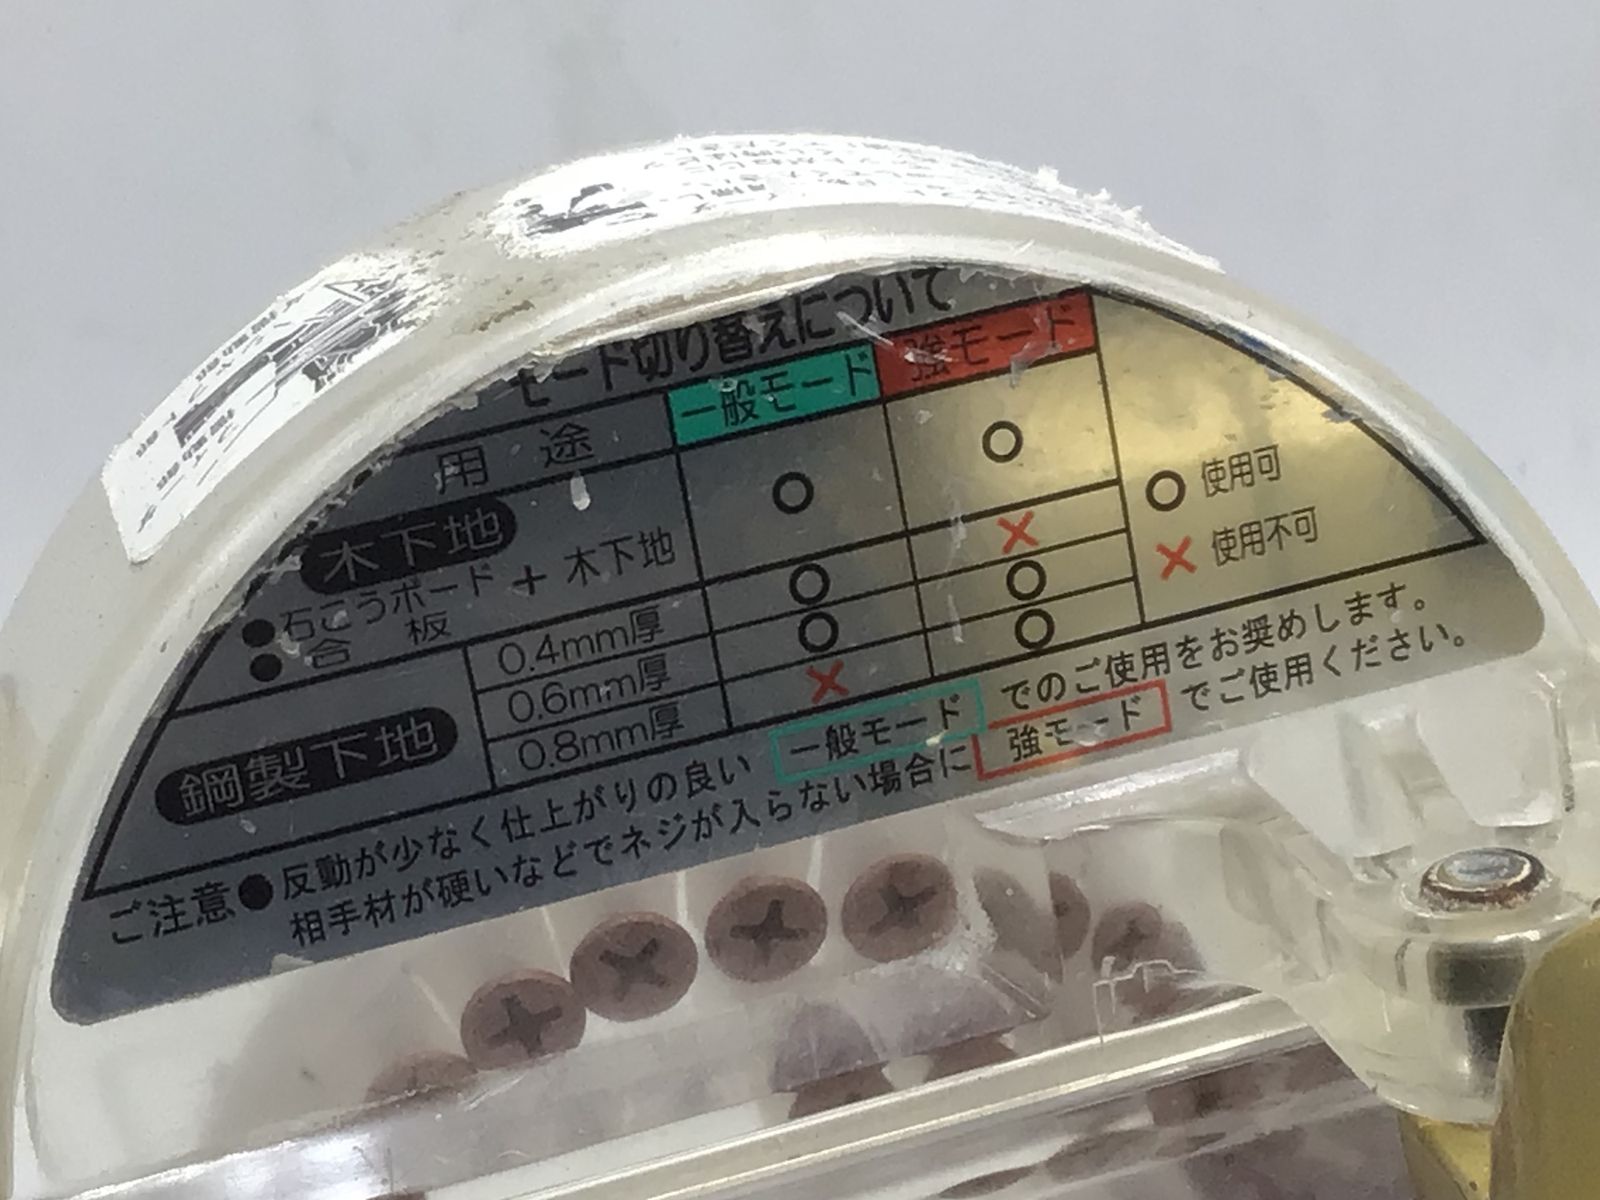 モード切り替えについて
用 途 一般モード 強モード
木下地
●石こうボード + 木下地 ○ ○
●合 板
鋼製下地
0.4mm厚 ○ ×
0.6mm厚 ○ ○
0.8mm厚 × ○
○ 使用可
× 使用不可
ご注意 ●反動が少なく仕上がりの良い 一般モード でのご使用をお奨めします。
相手材が硬いなどでネジが入らない場合に 強モード でご使用ください。